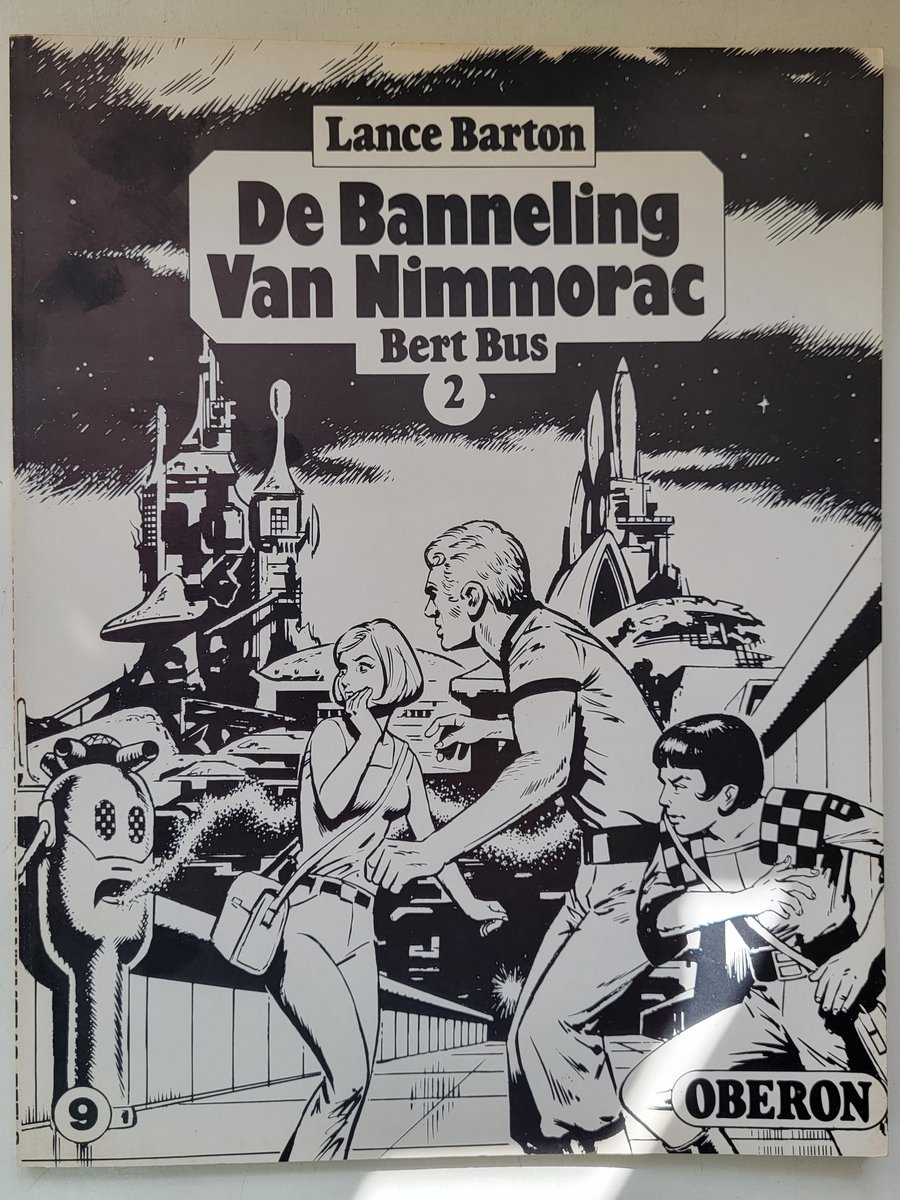 Lance Barton
De Banneling
Van Nimmorac
Bert Bus
2
9
OBERON